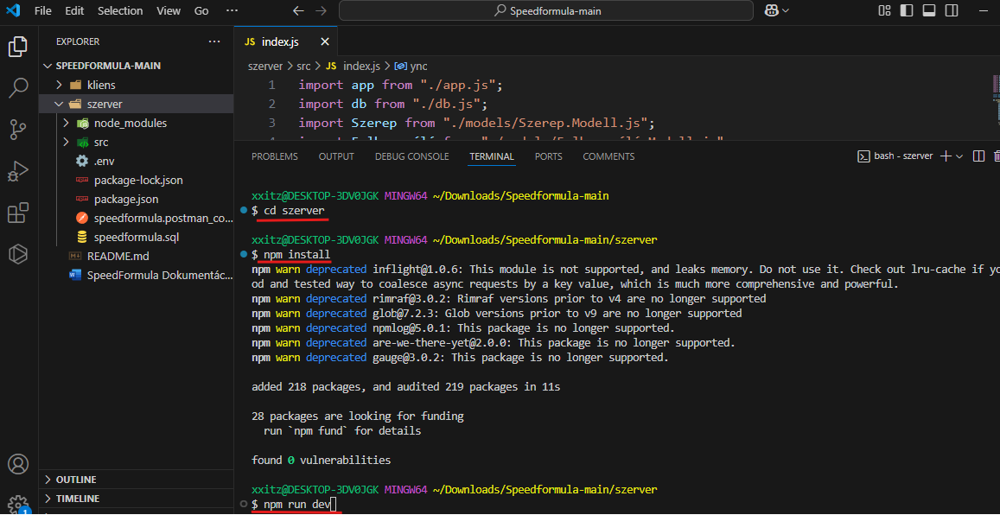 File Edit Selection View Go ··· Speedformula-main
EXPLORER ···
SPEEDFORMULA-MAIN
kliens
szerver
node_modules
src
.env
package-lock.json
package.json
speedformula.postman_co...
speedformula.sql
README.md
SpeedFormula Dokumentác...
OUTLINE
TIMELINE
1
JS index.js
szerver > src > JS index.js > ync
1 import app from "./app.js";
2 import db from "./db.js";
3 import Szerep from "./models/Szerep.Modell.js";
PROBLEMS OUTPUT DEBUG CONSOLE TERMINAL PORTS COMMENTS bash - szerver
xxitz@DESKTOP-3DV0JGK MINGW64 ~/Downloads/Speedformula-main
$ cd szerver
xxitz@DESKTOP-3DV0JGK MINGW64 ~/Downloads/Speedformula-main/szerver
$ npm install
npm warn deprecated inflight@1.0.6: This module is not supported, and leaks memory. Do not use it. Check out lru-cache if yo
od and tested way to coalesce async requests by a key value, which is much more comprehensive and powerful.
npm warn deprecated rimraf@3.0.2: Rimraf versions prior to v4 are no longer supported
npm warn deprecated glob@7.2.3: Glob versions prior to v9 are no longer supported
npm warn deprecated npmlog@5.0.1: This package is no longer supported.
npm warn deprecated are-we-there-yet@2.0.0: This package is no longer supported.
npm warn deprecated gauge@3.0.2: This package is no longer supported.
added 218 packages, and audited 219 packages in 11s
28 packages are looking for funding
run `npm fund` for details
found 0 vulnerabilities
xxitz@DESKTOP-3DV0JGK MINGW64 ~/Downloads/Speedformula-main/szerver
$ npm run dev